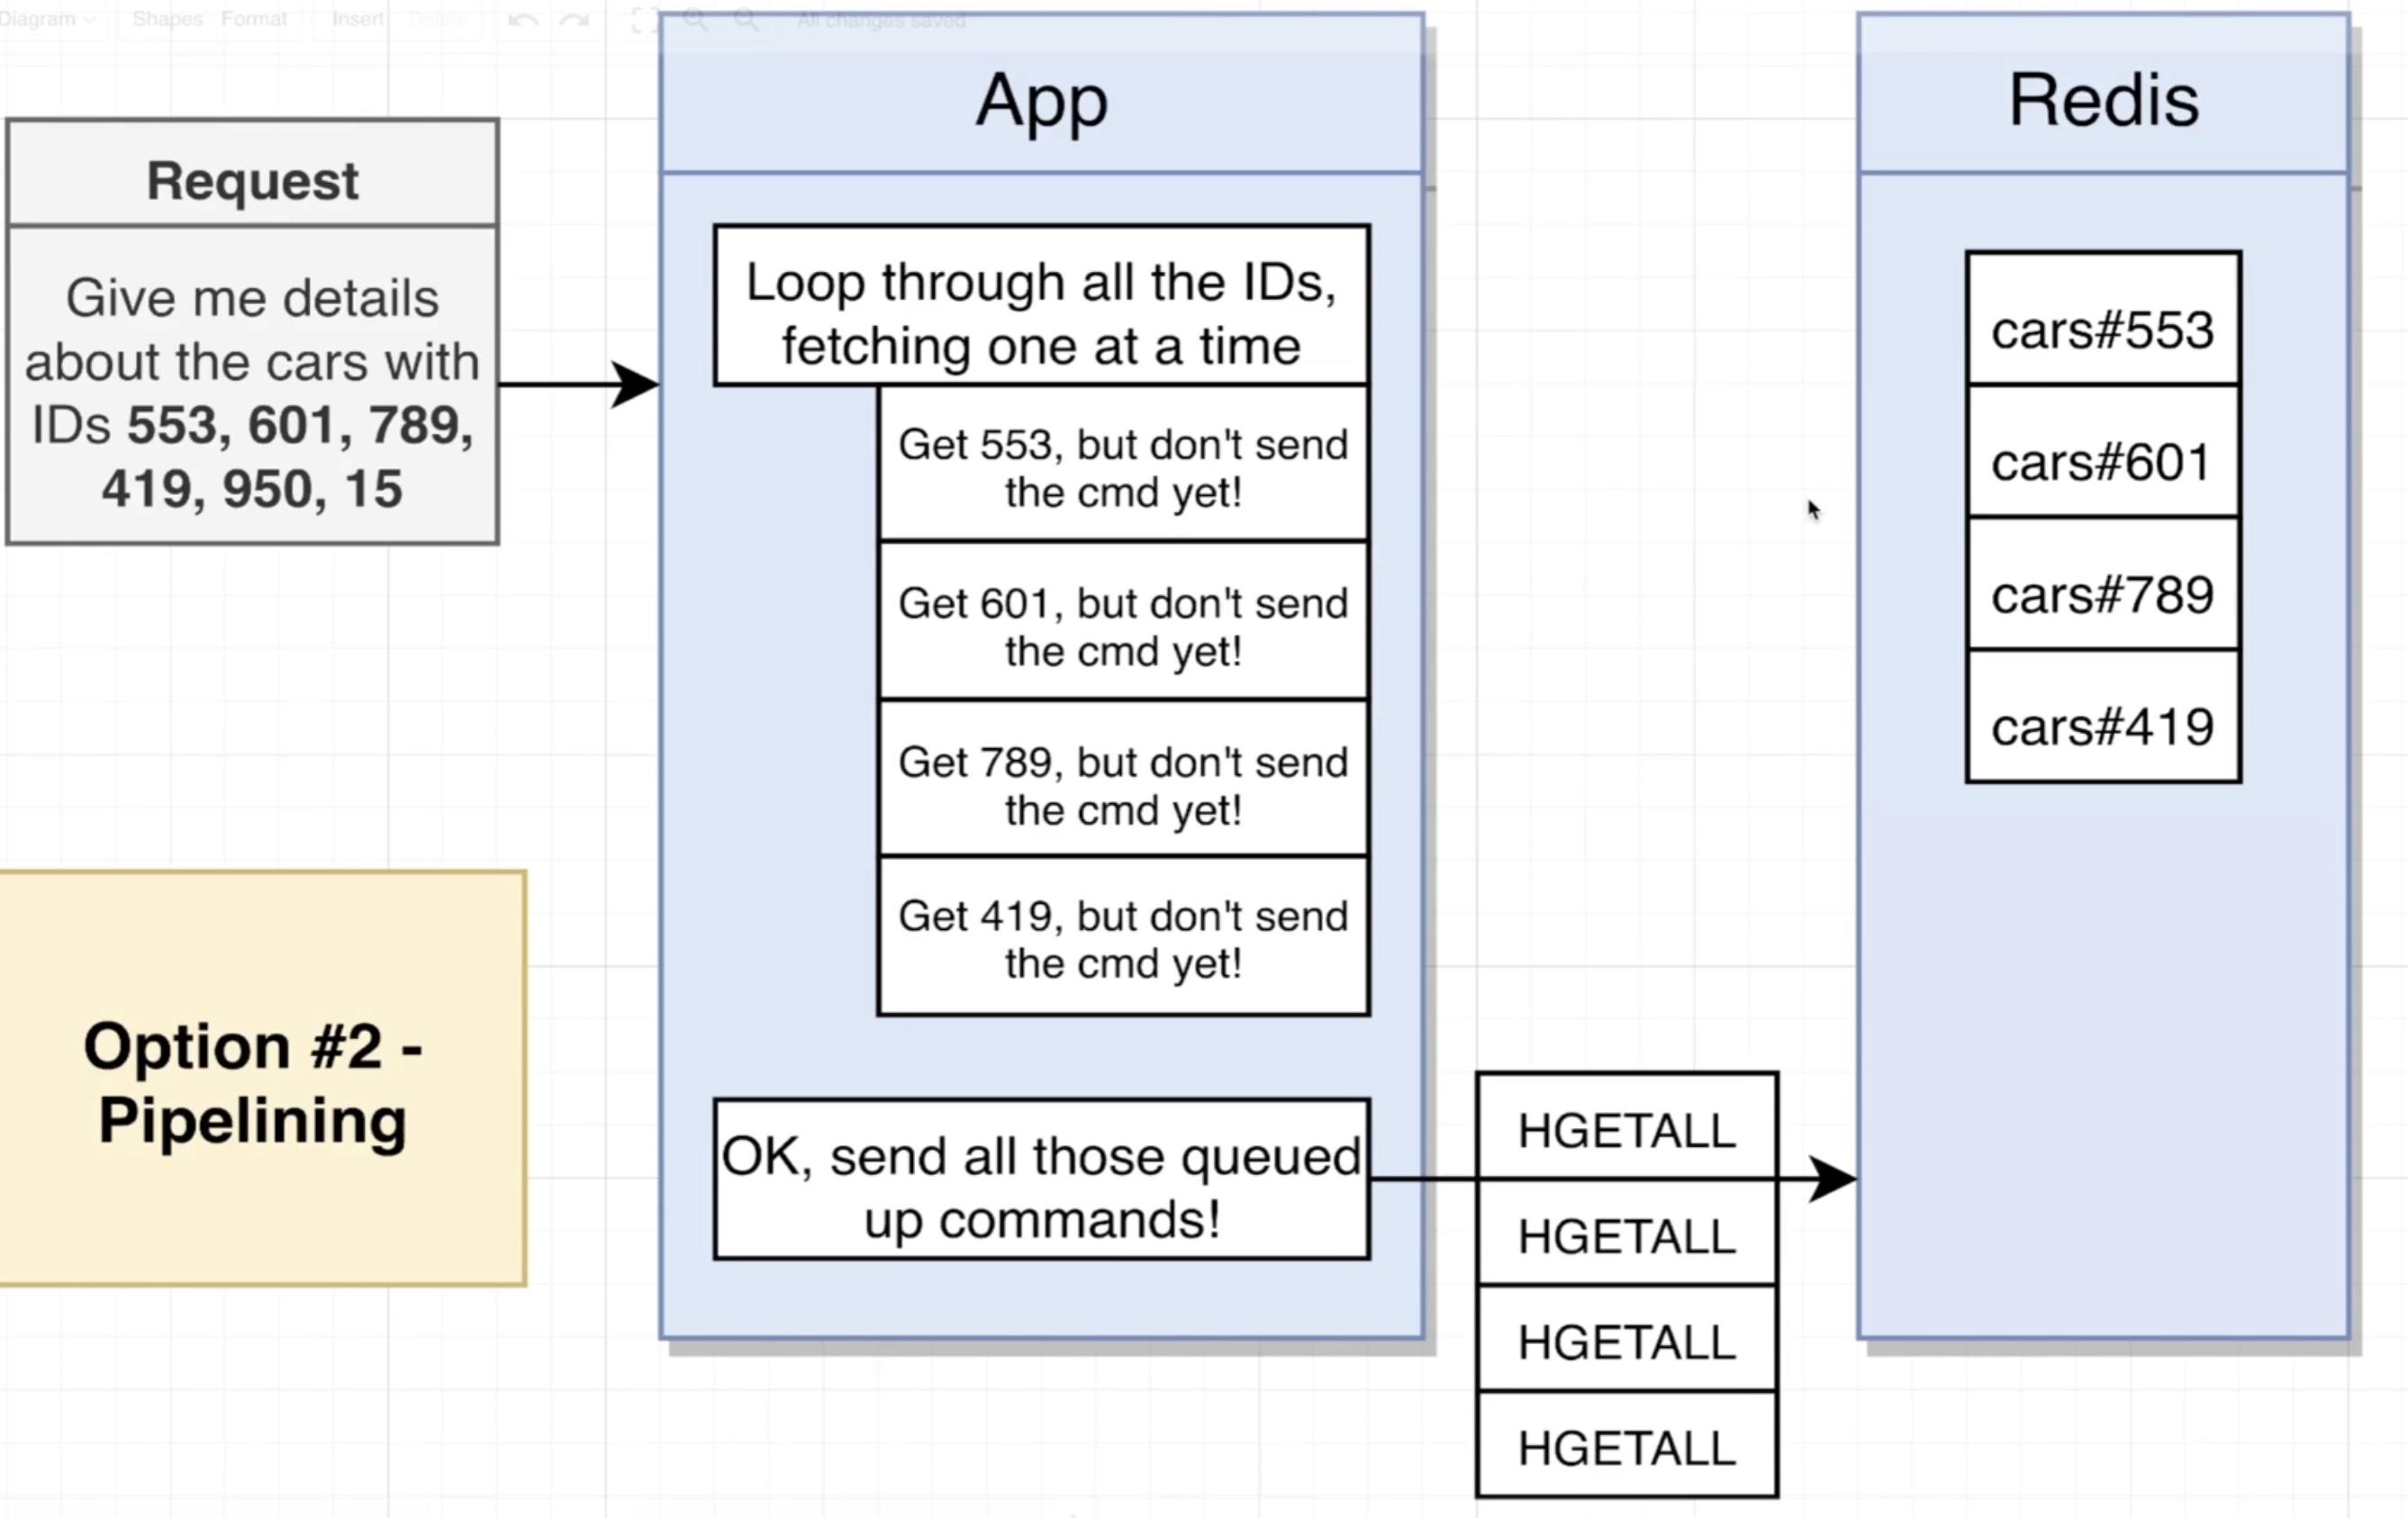 Diagram Shapes Format Insert Delete All changes saved
Request
Give me details
about the cars with
IDs 553, 601, 789,
419, 950, 15
Option #2 -
Pipelining
App
Loop through all the IDs,
fetching one at a time
Get 553, but don't send
the cmd yet!
Get 601, but don't send
the cmd yet!
Get 789, but don't send
the cmd yet!
Get 419, but don't send
the cmd yet!
OK, send all those queued
up commands!
HGETALL
HGETALL
HGETALL
HGETALL
Redis
cars#553
cars#601
cars#789
cars#419